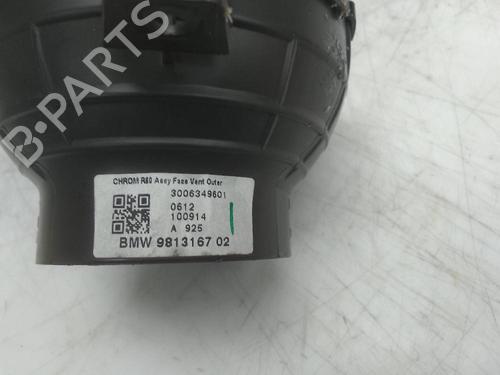 B-PARTS
CHROM R60 Assy Face Vent Outer
3006349601
0612
100914
A 925
BMW 9813167 02